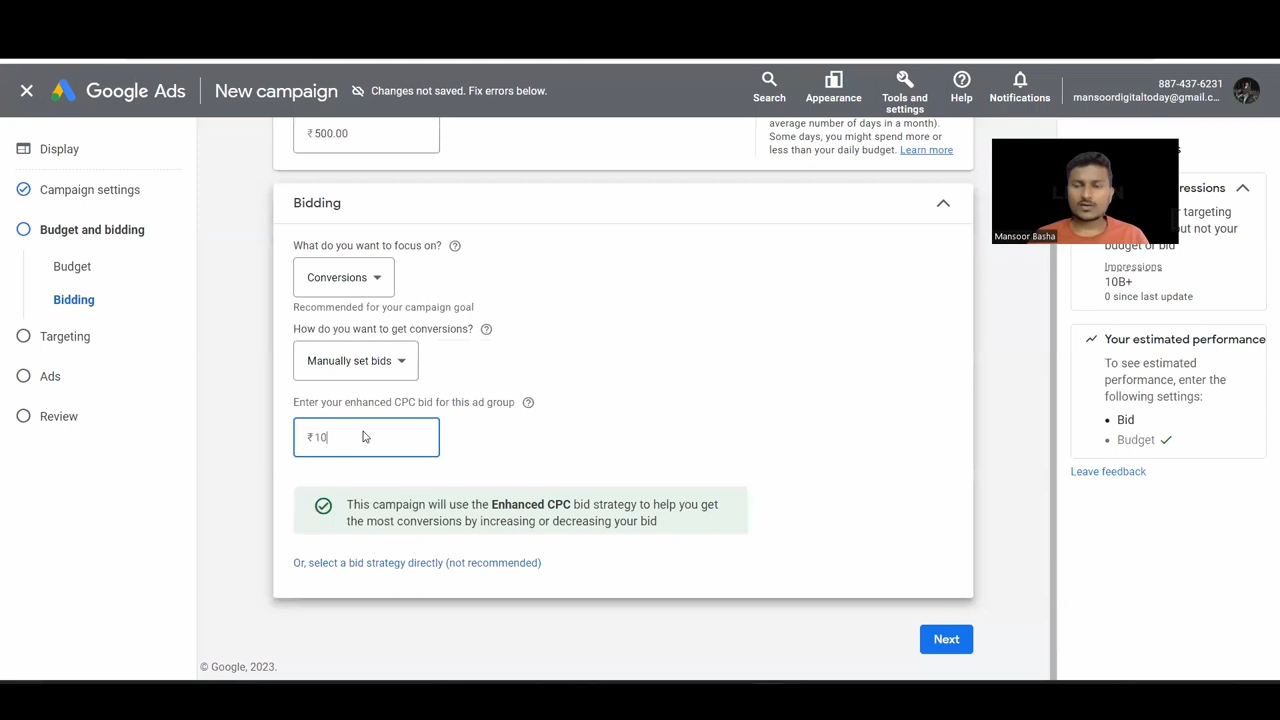 Google Ads
New campaign
Changes not saved. Fix errors below.
Search
Appearance
Tools and
settings
Help
Notifications
887-437-6231
mansoordigitaltoday@gmail.c...
Display
Campaign settings
Budget and bidding
Budget
Bidding
Targeting
Ads
Review
₹ 500.00
average number of days in a month).
Some days, you might spend more or
less than your daily budget. Learn more
Bidding
What do you want to focus on?
Conversions
Recommended for your campaign goal
How do you want to get conversions?
Manually set bids
Enter your enhanced CPC bid for this ad group
₹ 10
This campaign will use the Enhanced CPC bid strategy to help you get
the most conversions by increasing or decreasing your bid
Or, select a bid strategy directly (not recommended)
Next
© Google, 2023.
Mansoor Basha
targeting
but not your
budget or bid
Impressions
10B+
0 since last update
Your estimated performance
To see estimated
performance, enter the
following settings:
• Bid
• Budget
Leave feedback